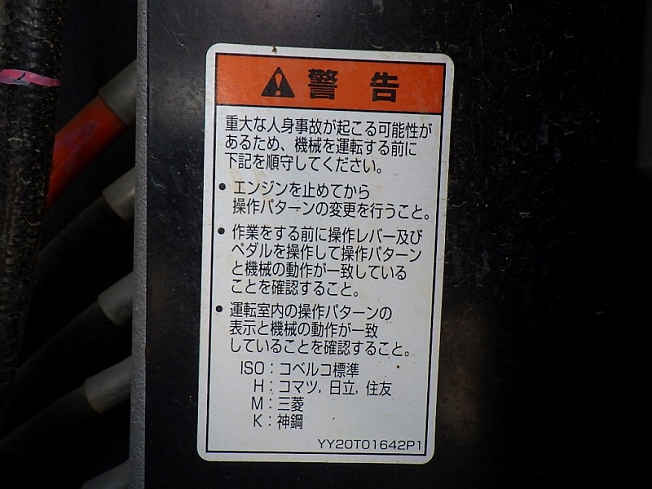 警告
重大な人身事故が起こる可能性が
あるため、機械を運転する前に
下記を順守してください。
● エンジンを止めてから
操作パターンの変更を行うこと。
● 作業をする前に操作レバー及び
ペダルを操作して操作パターン
と機械の動作が一致している
ことを確認すること。
● 運転室内の操作パターンの
表示と機械の動作が一致
していることを確認すること。
ISO：コベルコ標準
H：コマツ, 日立, 住友
M：三菱
K：神鋼
YY20T01642P1